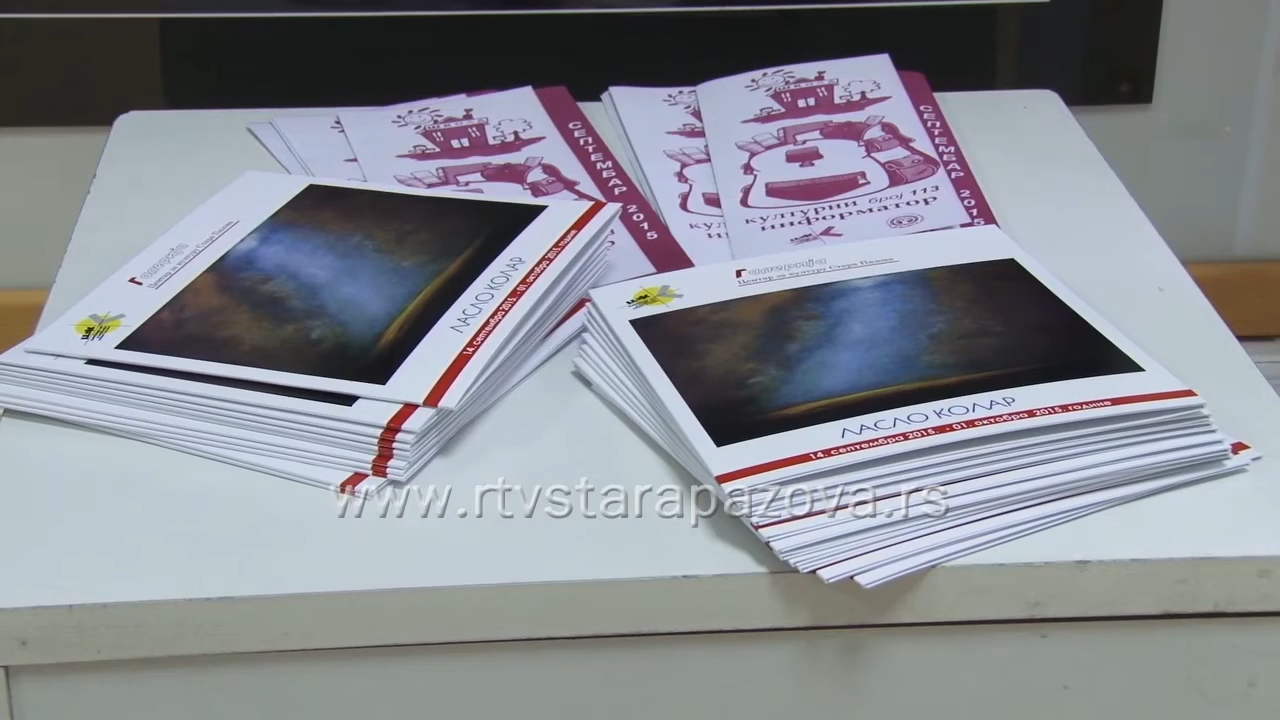 СЕПТЕМБАР 2015
СЕПТЕМБАР 2015
културни број 113
информатор
Галерија
Центар за културу Стара Пазова
ЛАСЛО КОЛАР
14. септембра 2015. - 01. октобра 2015. године
Галерија
Центар за културу Стара Пазова
ЛАСЛО КОЛАР
14. септембра 2015. - 01. октобра 2015. године
www.rtvstarapazova.rs